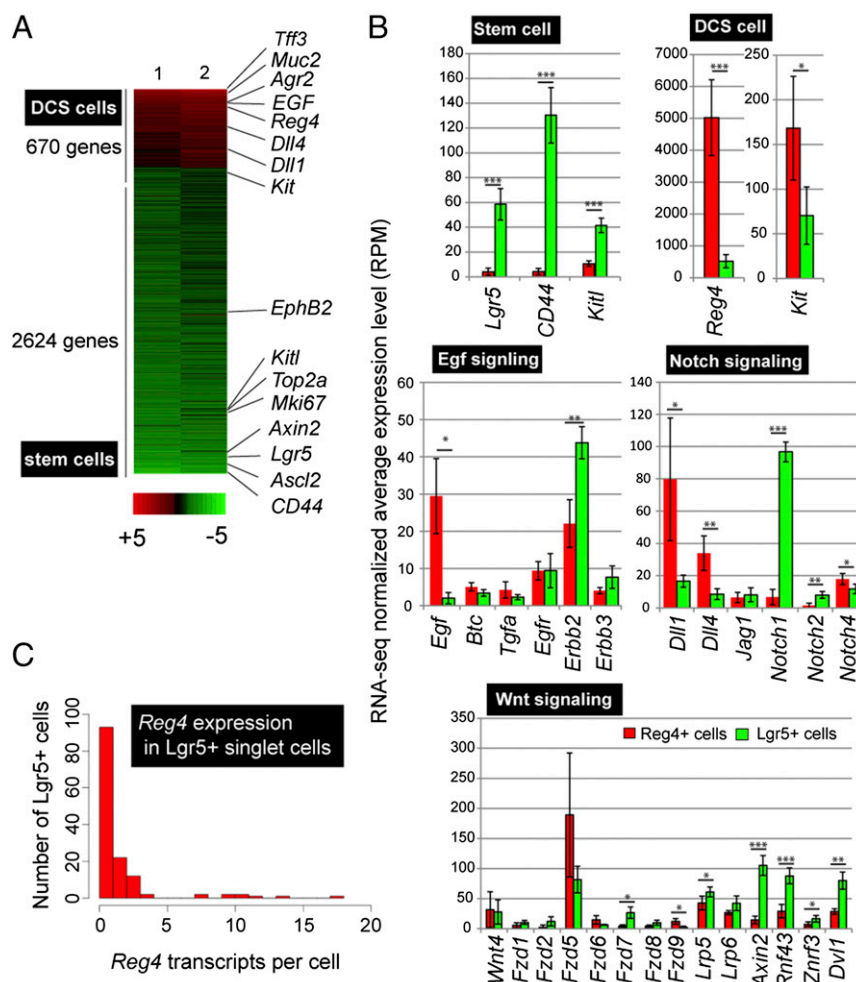 A
1 2
DCS cells
670 genes
2624 genes
stem cells
+5 -5
Tff3
Muc2
Agr2
EGF
Reg4
Dll4
Dll1
Kit
EphB2
Kitl
Top2a
Mki67
Axin2
Lgr5
Ascl2
CD44
B
RNA-seq normalized average expression level (RPM)
Stem cell
180
160
140
120
100
80
60
40
20
0
***
***
***
Lgr5 CD44 Kitl
DCS cell
8000
7000
6000
5000
4000
3000
2000
1000
0
***
Reg4
250
200
150
100
50
0
*
Kit
Egf signling
60
50
40
30
20
10
0
*
**
Egf Btc Tgfa Egfr Erbb2 Erbb3
Notch signaling
140
120
100
80
60
40
20
0
*
**
***
**
*
Dll1 Dll4 Jag1 Notch1 Notch2 Notch4
C
Reg4 expression
in Lgr5+ singlet cells
Number of Lgr5+ cells
100
80
60
40
20
0
0 5 10 15 20
Reg4 transcripts per cell
Wnt signaling
Reg4+ cells Lgr5+ cells
350
300
250
200
150
100
50
0
*
*
*
***
***
*
**
Wnt4 Fzd1 Fzd2 Fzd5 Fzd6 Fzd7 Fzd8 Fzd9 Lrp5 Lrp6 Axin2 Rnf43 Znrf3 Dvl1